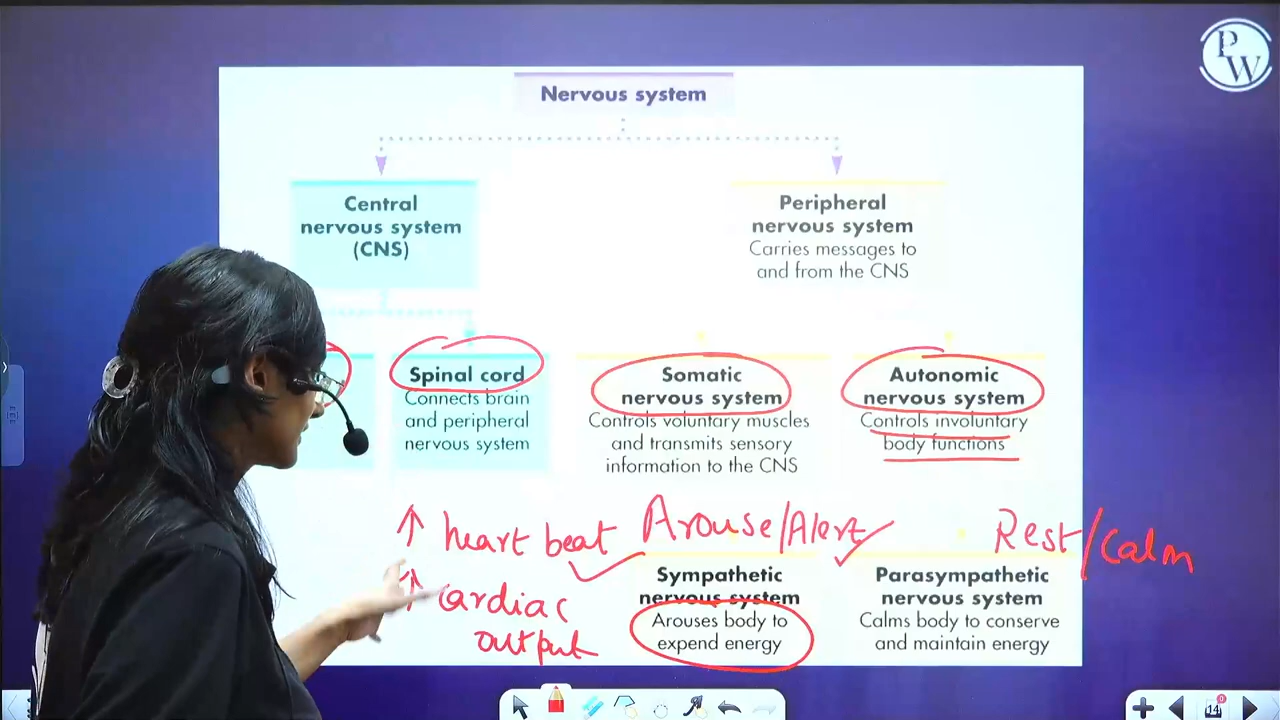 PW
Nervous system
Central
nervous system
(CNS)
Peripheral
nervous system
Carries messages to
and from the CNS
Spinal cord
Connects brain
and peripheral
nervous system
Somatic
nervous system
Controls voluntary muscles
and transmits sensory
information to the CNS
Autonomic
nervous system
Controls involuntary
body functions
↑ heart beat
Arouse/Alert
Rest/Calm
↑ cardiac
output
Sympathetic
nervous system
Arouses body to
expend energy
Parasympathetic
nervous system
Calms body to conserve
and maintain energy
14